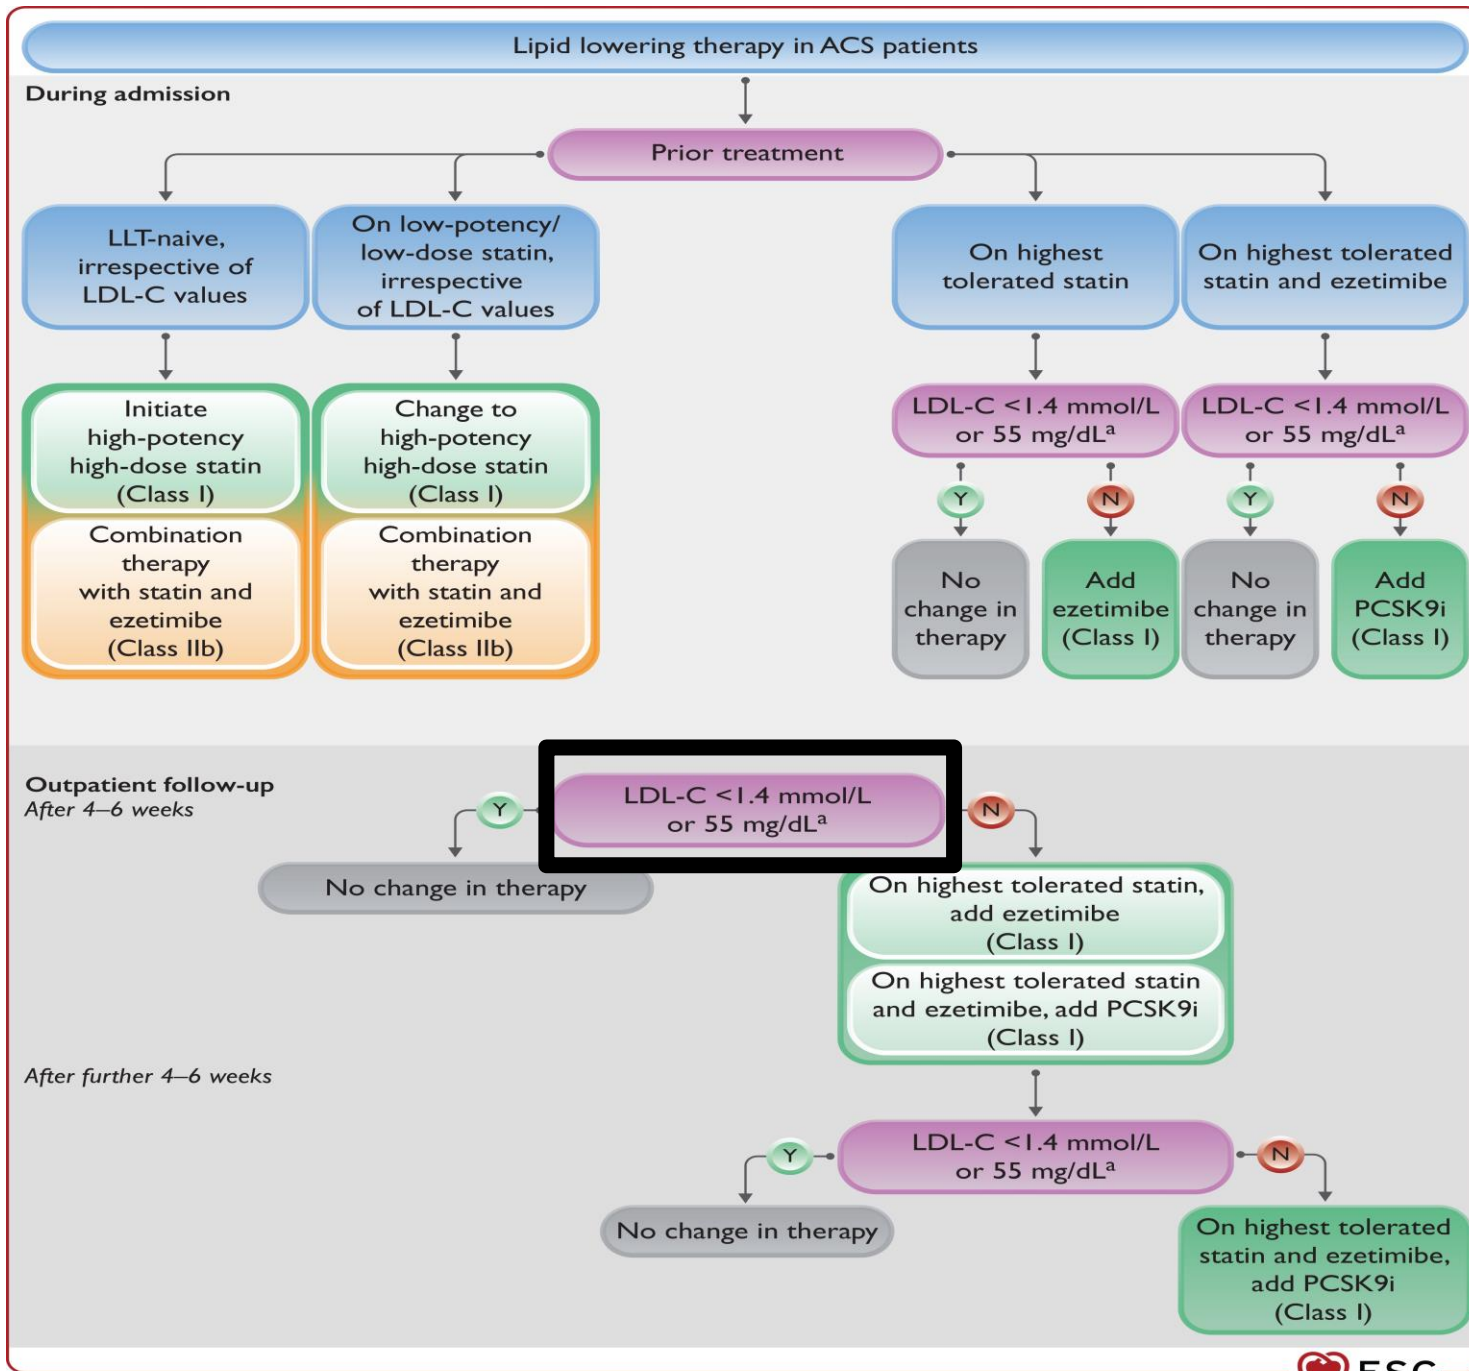 Lipid lowering therapy in ACS patients
During admission
Prior treatment
LLT-naive,
irrespective of
LDL-C values
On low-potency/
low-dose statin,
irrespective
of LDL-C values
On highest
tolerated statin
On highest tolerated
statin and ezetimibe
Initiate
high-potency
high-dose statin
(Class I)
Combination
therapy
with statin and
ezetimibe
(Class IIb)
Change to
high-potency
high-dose statin
(Class I)
Combination
therapy
with statin and
ezetimibe
(Class IIb)
LDL-C <1.4 mmol/L
or 55 mg/dLᵃ
Y
N
No
change in
therapy
Add
ezetimibe
(Class I)
LDL-C <1.4 mmol/L
or 55 mg/dLᵃ
Y
N
No
change in
therapy
Add
PCSK9i
(Class I)
Outpatient follow-up
After 4–6 weeks
LDL-C <1.4 mmol/L
or 55 mg/dLᵃ
Y
N
No change in therapy
On highest tolerated statin,
add ezetimibe
(Class I)
On highest tolerated statin
and ezetimibe, add PCSK9i
(Class I)
After further 4–6 weeks
LDL-C <1.4 mmol/L
or 55 mg/dLᵃ
Y
N
No change in therapy
On highest tolerated
statin and ezetimibe,
add PCSK9i
(Class I)
ESC